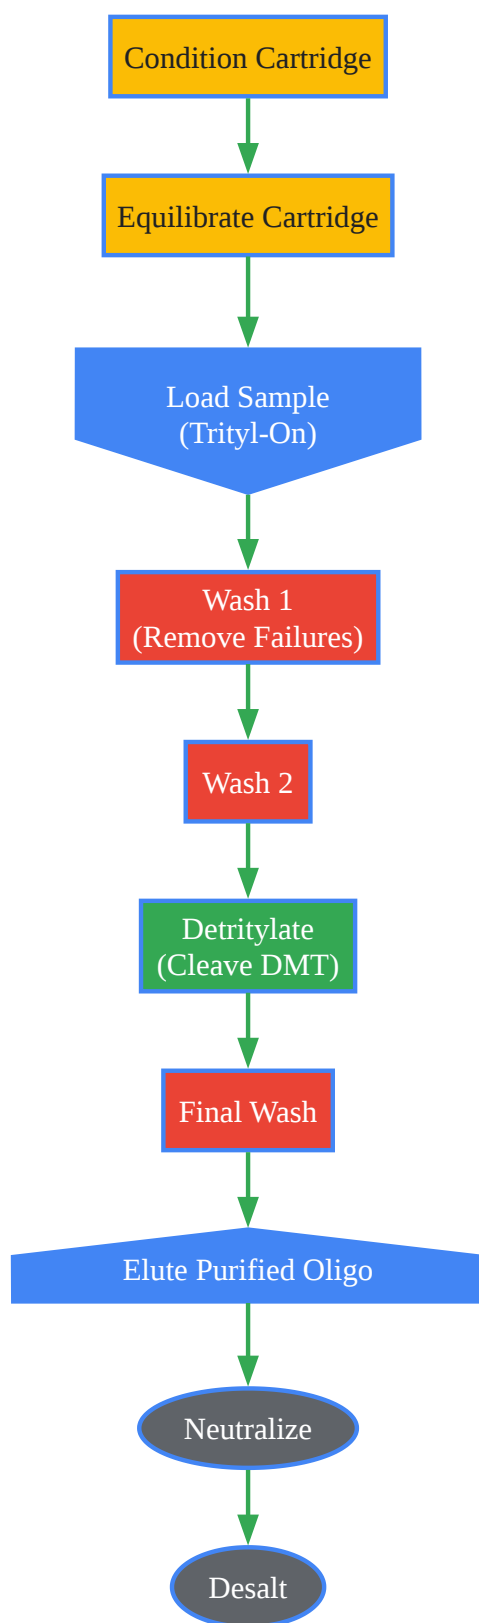 Condition Cartridge
Equilibrate Cartridge
Load Sample
(Trityl-On)
Wash 1
(Remove Failures)
Wash 2
Detritylate
(Cleave DMT)
Final Wash
Elute Purified Oligo
Neutralize
Desalt